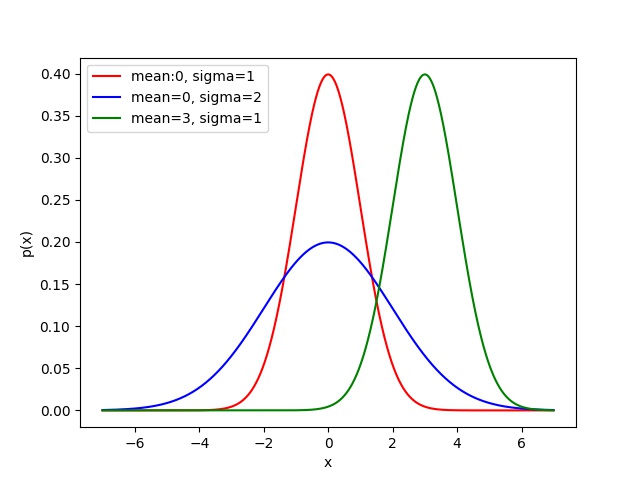 mean:0, sigma=1
mean=0, sigma=2
mean=3, sigma=1
0.40
0.35
0.30
0.25
0.20
0.15
0.10
0.05
0.00
p(x)
−6 −4 −2 0 2 4 6
x